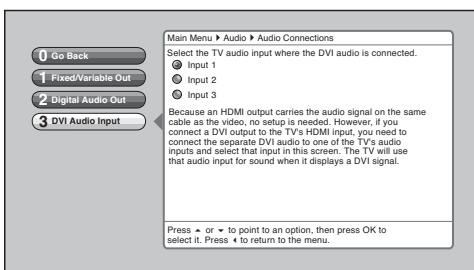 Main Menu ▶ Audio ▶ Audio Connections
0 Go Back
1 Fixed/Variable Out
2 Digital Audio Out
3 DVI Audio Input
Select the TV audio input where the DVI audio is connected.
Input 1
Input 2
Input 3
Because an HDMI output carries the audio signal on the same
cable as the video, no setup is needed. However, if you
connect a DVI output to the TV's HDMI input, you need to
connect the separate DVI audio to one of the TV's audio
inputs and select that input in this screen. The TV will use
that audio input for sound when it displays a DVI signal.
Press ▲ or ▼ to point to an option, then press OK to
select it. Press ◀ to return to the menu.